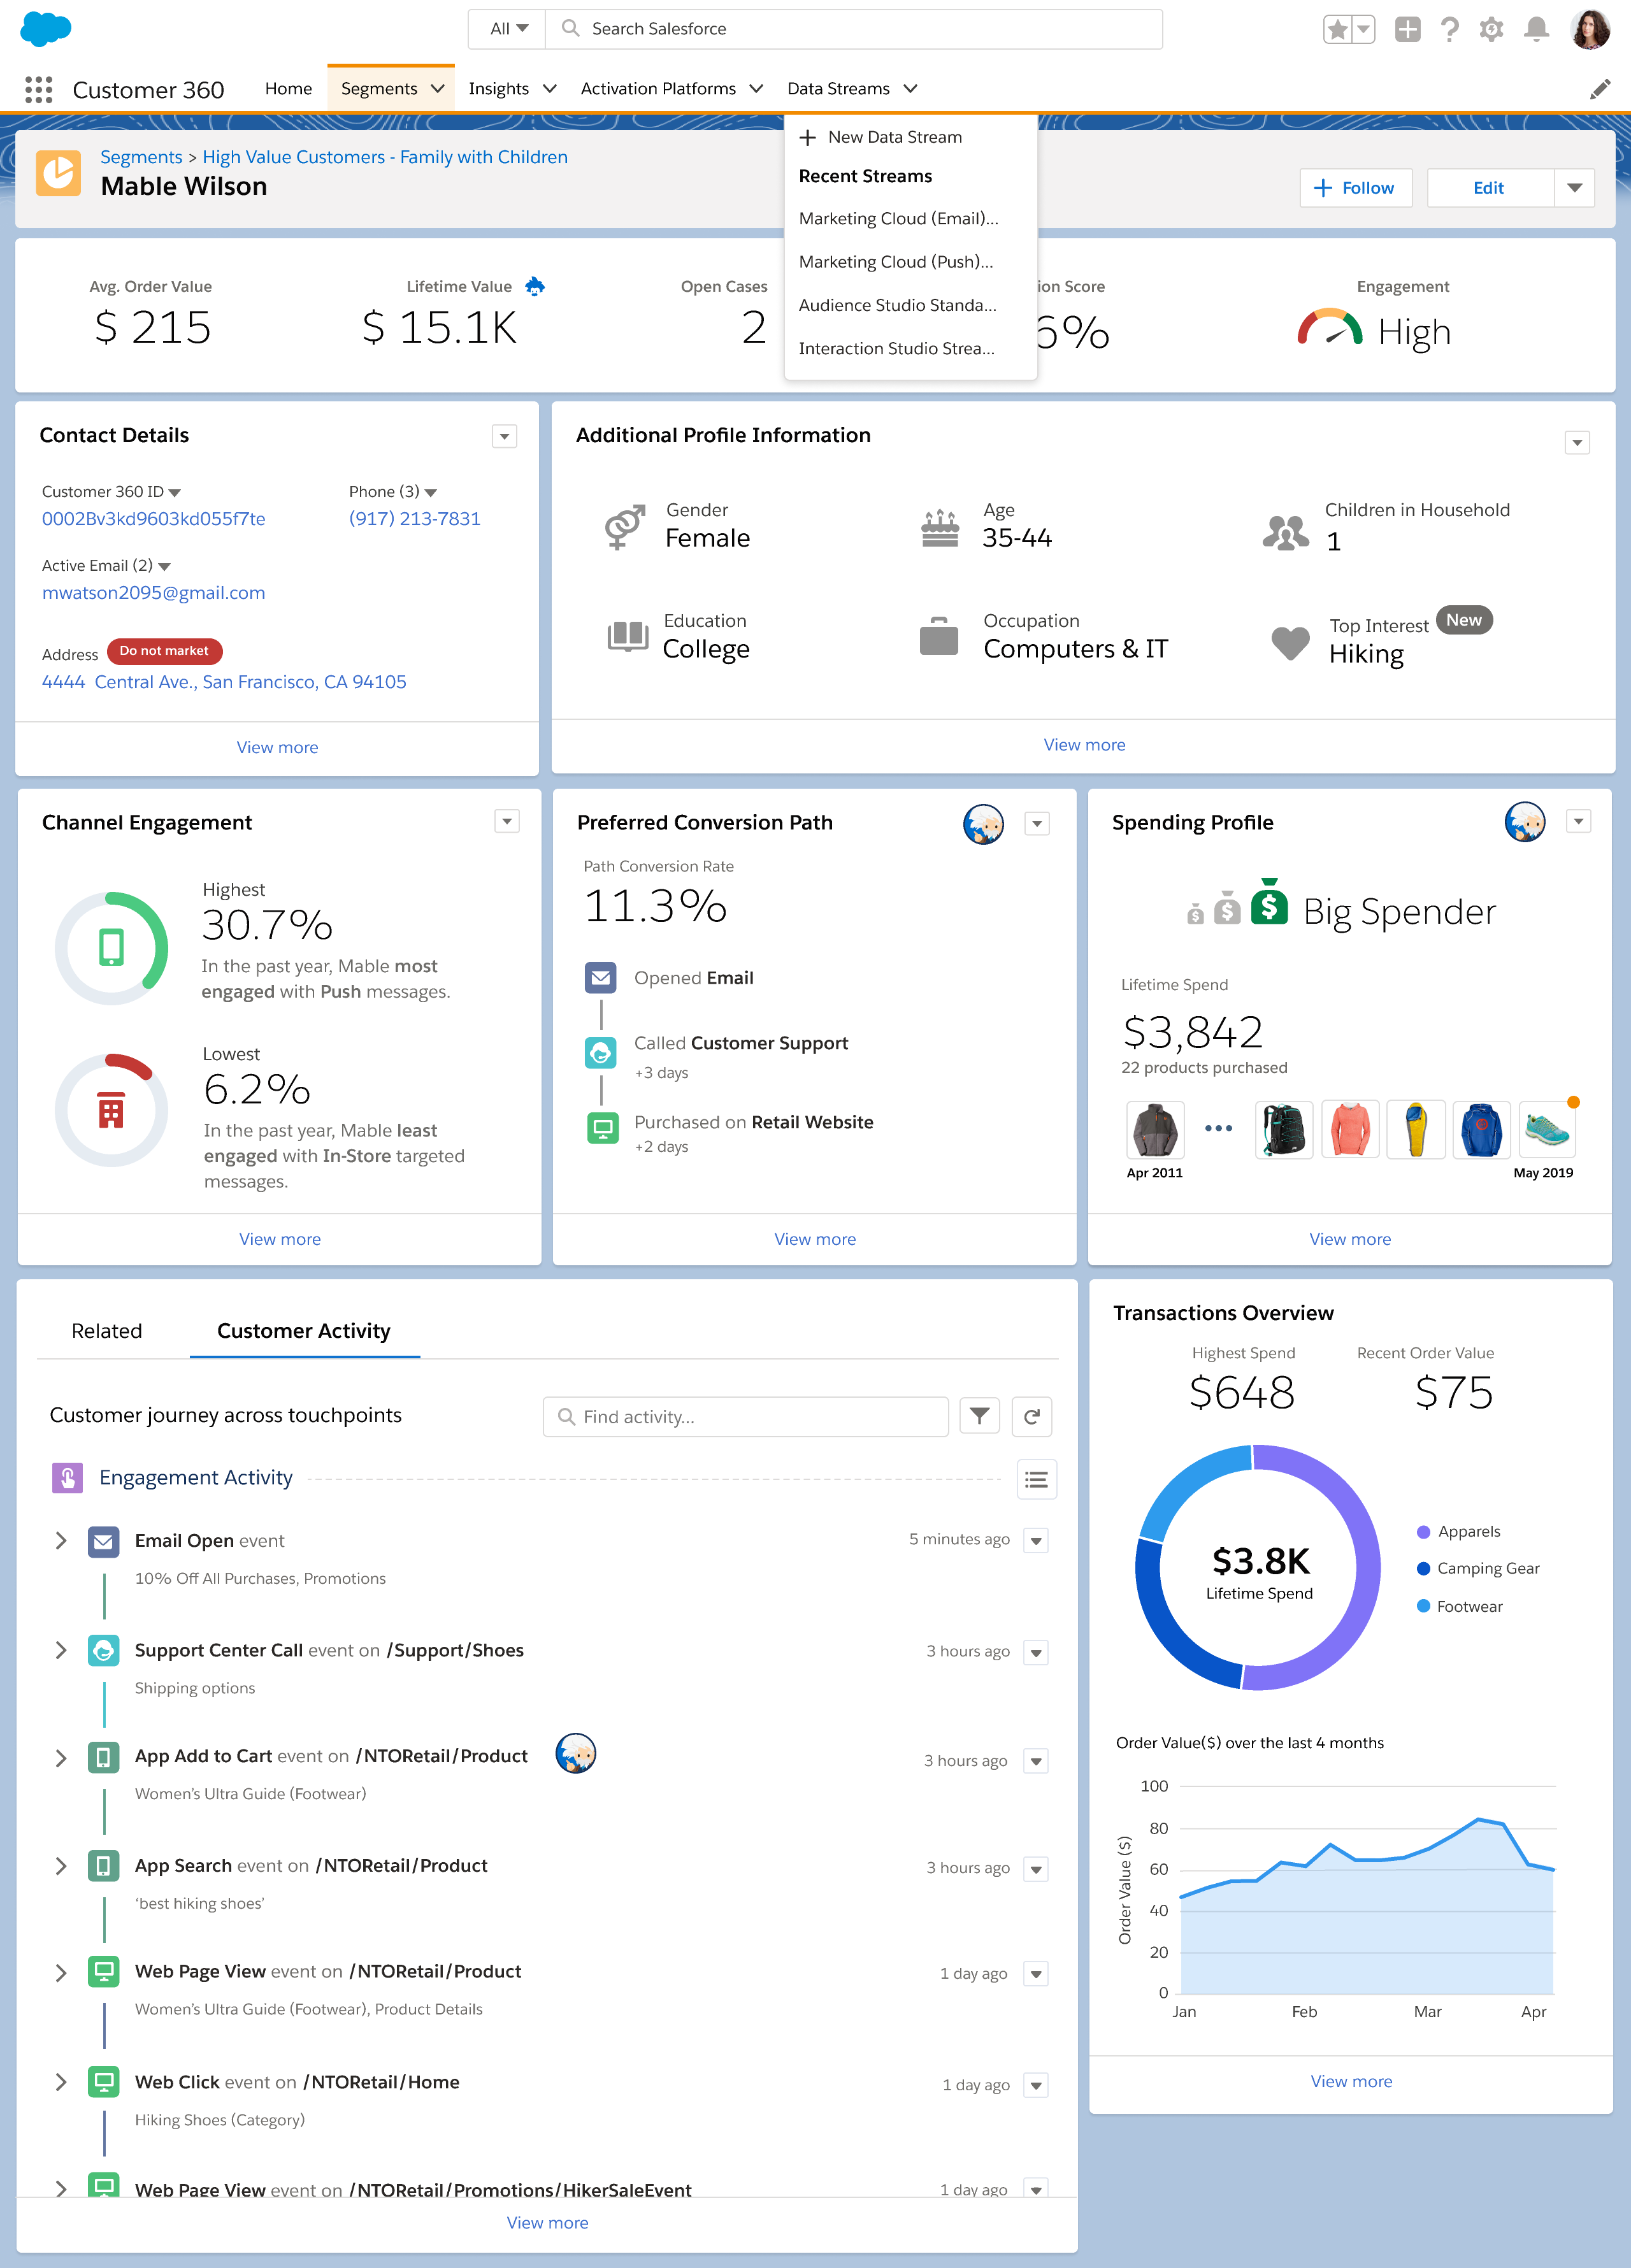 All
Search Salesforce
Customer 360
Home
Segments
Insights
Activation Platforms
Data Streams
New Data Stream
Recent Streams
Marketing Cloud (Email)...
Marketing Cloud (Push)...
Audience Studio Standa...
Interaction Studio Strea...
Segments > High Value Customers - Family with Children
Mable Wilson
Follow
Edit
Avg. Order Value
$ 215
Lifetime Value
$ 15.1K
Open Cases
2
ion Score
6%
Engagement
High
Contact Details
Customer 360 ID
0002Bv3kd9603kd055f7te
Phone (3)
(917) 213-7831
Active Email (2)
mwatson2095@gmail.com
Address
Do not market
4444 Central Ave., San Francisco, CA 94105
View more
Additional Profile Information
Gender
Female
Age
35-44
Children in Household
1
Education
College
Occupation
Computers & IT
Top Interest
New
Hiking
View more
Channel Engagement
Highest
30.7%
In the past year, Mable most
engaged with Push messages.
Lowest
6.2%
In the past year, Mable least
engaged with In-Store targeted
messages.
View more
Preferred Conversion Path
Path Conversion Rate
11.3%
Opened Email
Called Customer Support
+3 days
Purchased on Retail Website
+2 days
View more
Spending Profile
Big Spender
Lifetime Spend
$3,842
22 products purchased
Apr 2011
May 2019
View more
Related
Customer Activity
Customer journey across touchpoints
Find activity...
Engagement Activity
Email Open event
5 minutes ago
10% Off All Purchases, Promotions
Support Center Call event on /Support/Shoes
3 hours ago
Shipping options
App Add to Cart event on /NTORetail/Product
3 hours ago
Women's Ultra Guide (Footwear)
App Search event on /NTORetail/Product
3 hours ago
‘best hiking shoes’
Web Page View event on /NTORetail/Product
1 day ago
Women's Ultra Guide (Footwear), Product Details
Web Click event on /NTORetail/Home
1 day ago
Hiking Shoes (Category)
Web Page View event on /NTORetail/Promotions/HikerSaleEvent
1 day ago
View more
Transactions Overview
Highest Spend
$648
Recent Order Value
$75
$3.8K
Lifetime Spend
Apparels
Camping Gear
Footwear
Order Value($) over the last 4 months
Order Value ($)
100
80
60
40
20
0
Jan
Feb
Mar
Apr
View more